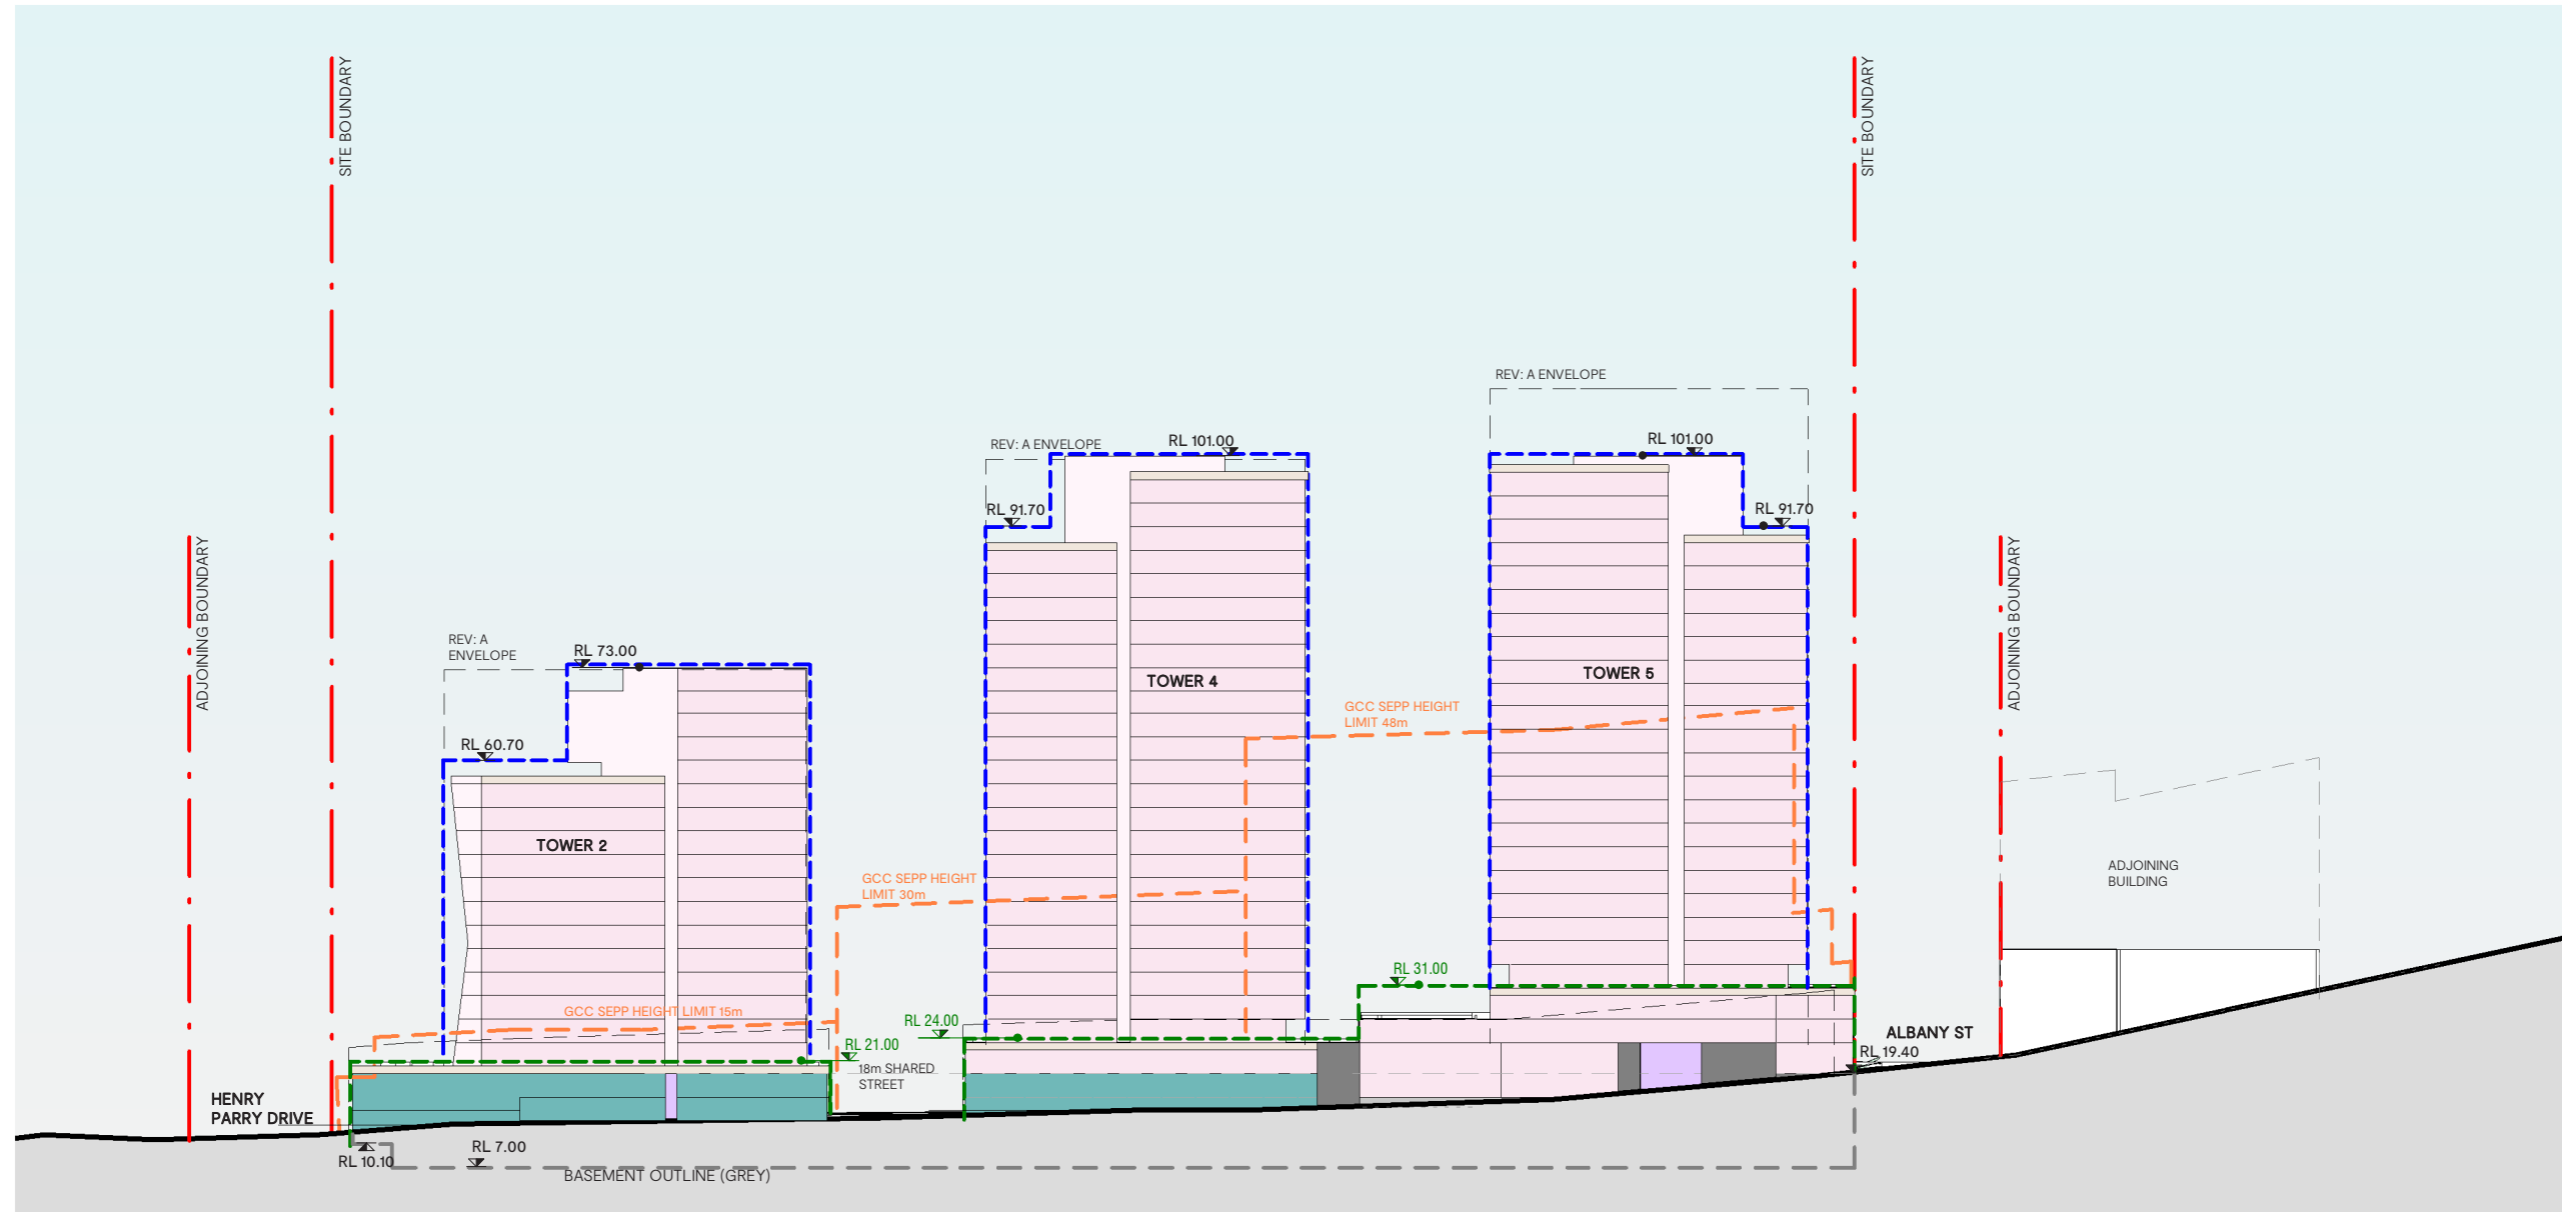 SITE BOUNDARY
SITE BOUNDARY
REV: A ENVELOPE
REV: A ENVELOPE
RL 101.00
RL 101.00
RL 91.70
RL 91.70
ADJOINING BOUNDARY
ADJOINING BOUNDARY
REV: A
ENVELOPE
RL 73.00
TOWER 4
TOWER 5
GCC SEPP HEIGHT
LIMIT 48m
RL 60.70
TOWER 2
GCC SEPP HEIGHT
LIMIT 30m
ADJOINING
BUILDING
RL 31.00
GCC SEPP HEIGHT LIMIT 15m
RL 24.00
RL 21.00
18m SHARED
STREET
ALBANY ST
RL 19.40
HENRY
PARRY DRIVE
RL 10.10
RL 7.00
BASEMENT OUTLINE (GREY)